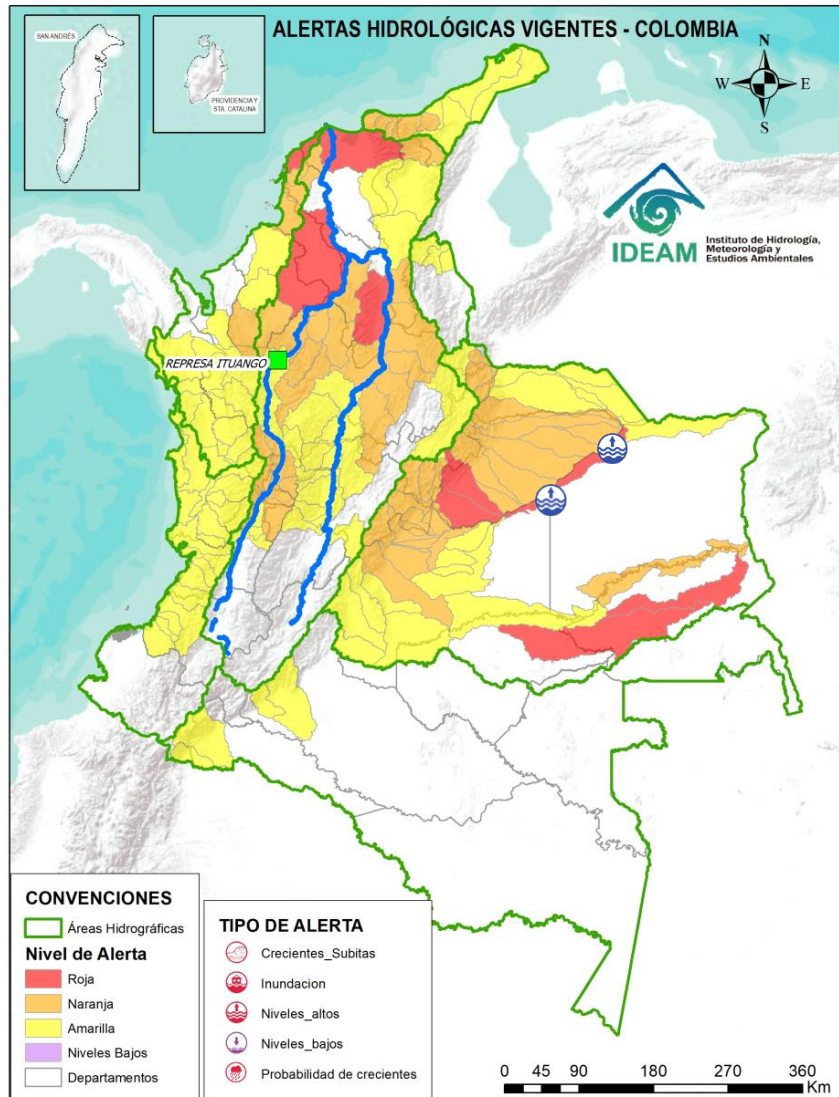 ALERTAS HIDROLÓGICAS VIGENTES - COLOMBIA
SAN ANDRÉS
PROVIDENCIA Y
STA. CATALINA
N
W
E
S
IDEAM
Instituto de Hidrología,
Meteorología y
Estudios Ambientales
REPRESA ITUANGO
CONVENCIONES
Áreas Hidrográficas
Nivel de Alerta
Roja
Naranja
Amarilla
Niveles Bajos
Departamentos
TIPO DE ALERTA
Crecientes_Subitas
Inundacion
Niveles_altos
Niveles_bajos
Probabilidad de crecientes
0 45 90 180 270 360
Km